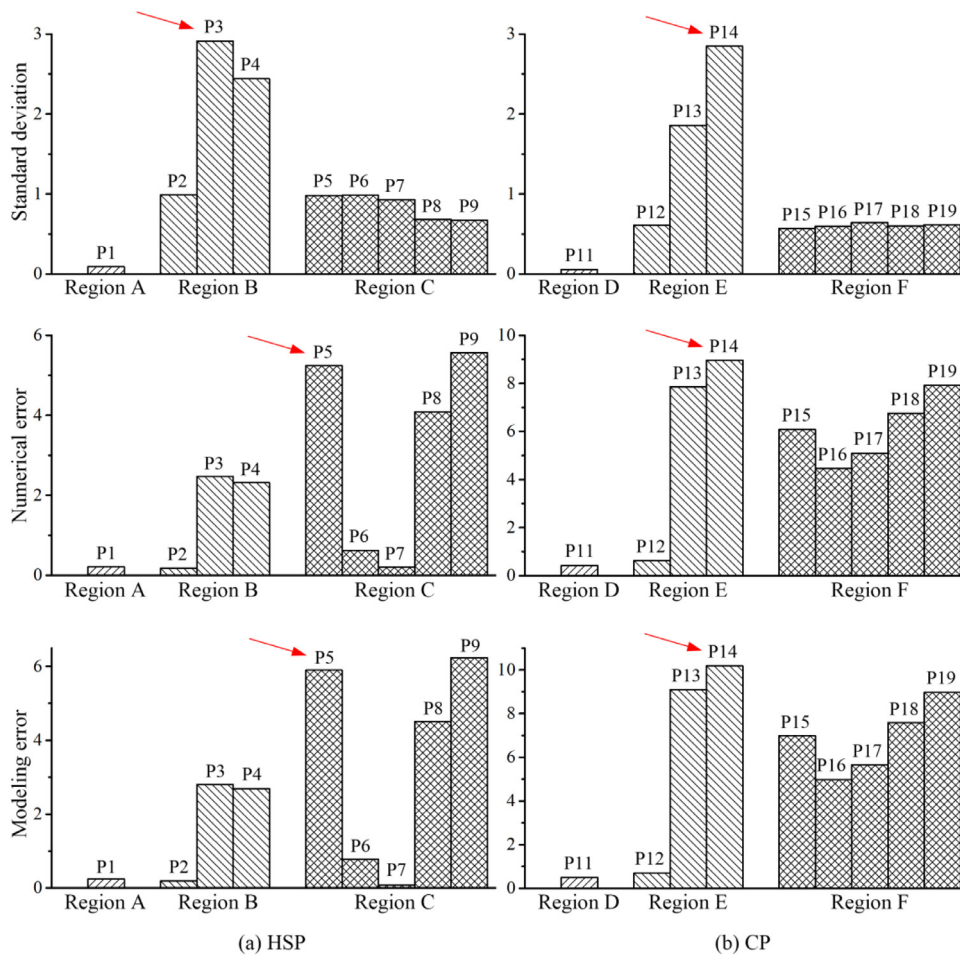 P3
P14
3
P4
3
P13
2
2
Standard deviation
P2
P5 P6 P7 P8 P9
P12
P15 P16 P17 P18 P19
1
1
P1
P11
0
0
Region A Region B Region C
Region D Region E Region F
6
P5
P9
10
P14
P13
P19
P8
8
P18
4
P15
P17
6
P16
Numerical error
P3 P4
4
2
P6
2
P1 P2
P7
P11
P12
0
0
Region A Region B Region C
Region D Region E Region F
P5
P9
P14
6
10
P13
P19
P8
P18
8
P15
4
P17
6
P16
Modeling error
P3 P4
4
2
P6
2
P1 P2
P7
P11
P12
0
0
Region A Region B Region C
Region D Region E Region F
(a) HSP
(b) CP